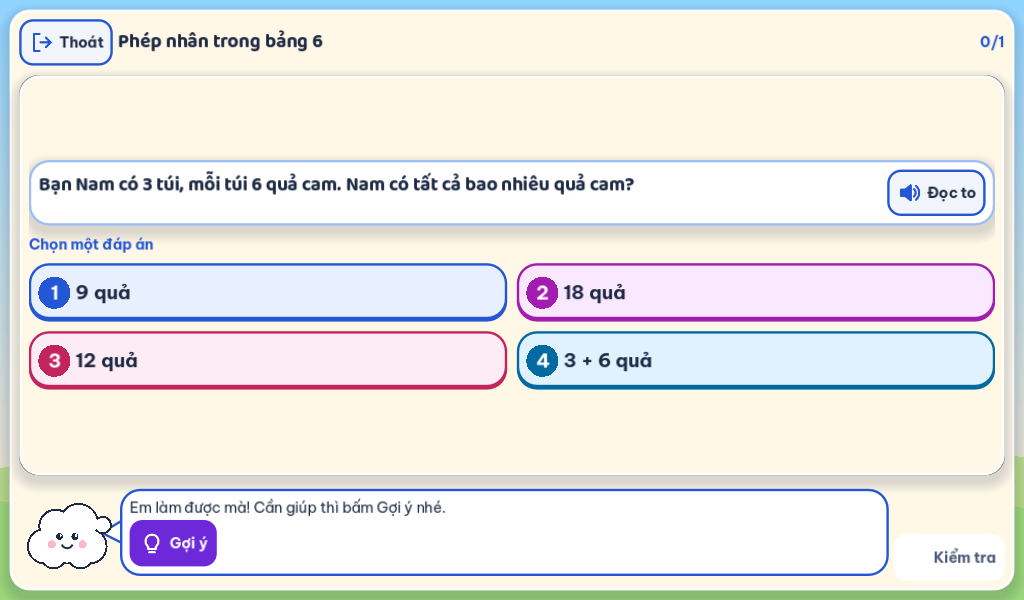 Thoát
Phép nhân trong bảng 6
0/1
Bạn Nam có 3 túi, mỗi túi 6 quả cam. Nam có tất cả bao nhiêu quả cam?
Đọc to
Chọn một đáp án
1 9 quả
2 18 quả
3 12 quả
4 3 + 6 quả
Em làm được mà! Cần giúp thì bấm Gợi ý nhé.
Gợi ý
Kiểm tra